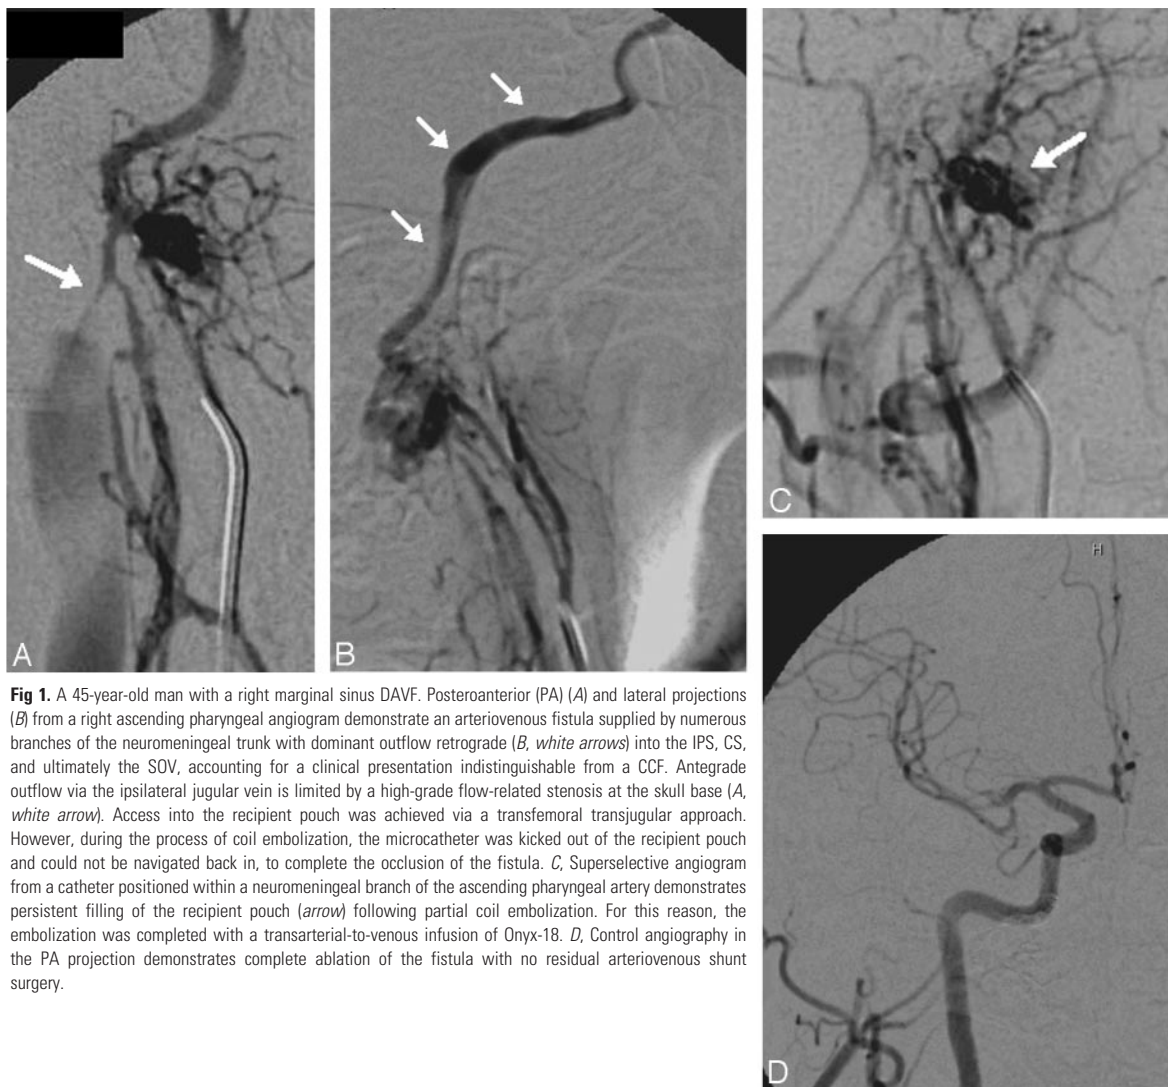 A
B
C
H
D
Fig 1. A 45-year-old man with a right marginal sinus DAVF. Posteroanterior (PA) (A) and lateral projections
(B) from a right ascending pharyngeal angiogram demonstrate an arteriovenous fistula supplied by numerous
branches of the neuromeningeal trunk with dominant outflow retrograde (B, white arrows) into the IPS, CS,
and ultimately the SOV, accounting for a clinical presentation indistinguishable from a CCF. Antegrade
outflow via the ipsilateral jugular vein is limited by a high-grade flow-related stenosis at the skull base (A,
white arrow). Access into the recipient pouch was achieved via a transfemoral transjugular approach.
However, during the process of coil embolization, the microcatheter was kicked out of the recipient pouch
and could not be navigated back in, to complete the occlusion of the fistula. C, Superselective angiogram
from a catheter positioned within a neuromeningeal branch of the ascending pharyngeal artery demonstrates
persistent filling of the recipient pouch (arrow) following partial coil embolization. For this reason, the
embolization was completed with a transarterial-to-venous infusion of Onyx-18. D, Control angiography in
the PA projection demonstrates complete ablation of the fistula with no residual arteriovenous shunt
surgery.